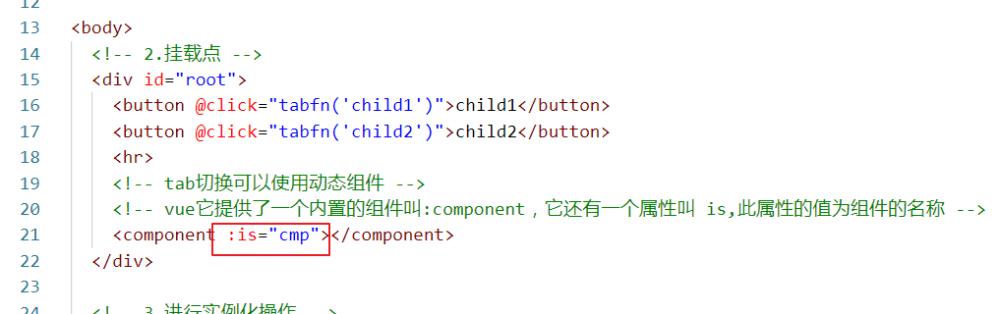 12
13 <body>
14 <!-- 2.挂载点 -->
15 <div id="root">
16 <button @click="tabfn('child1')">child1</button>
17 <button @click="tabfn('child2')">child2</button>
18 <hr>
19 <!-- tab切换可以使用动态组件 -->
20 <!-- vue它提供了一个内置的组件叫:component，它还有一个属性叫 is,此属性的值为组件的名称 -->
21 <component :is="cmp"></component>
22 </div>
23
24 <!-- 3.进行实例化操作 -->